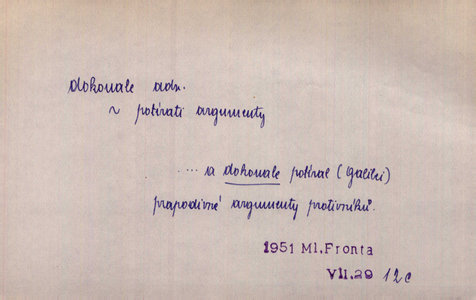 dokonale adv.
~ potírati argumenty
.... a dokonale potíral (Galilei)
prapodivné argumenty protivníků.
1951 Ml.Fronta
VII.29 12c